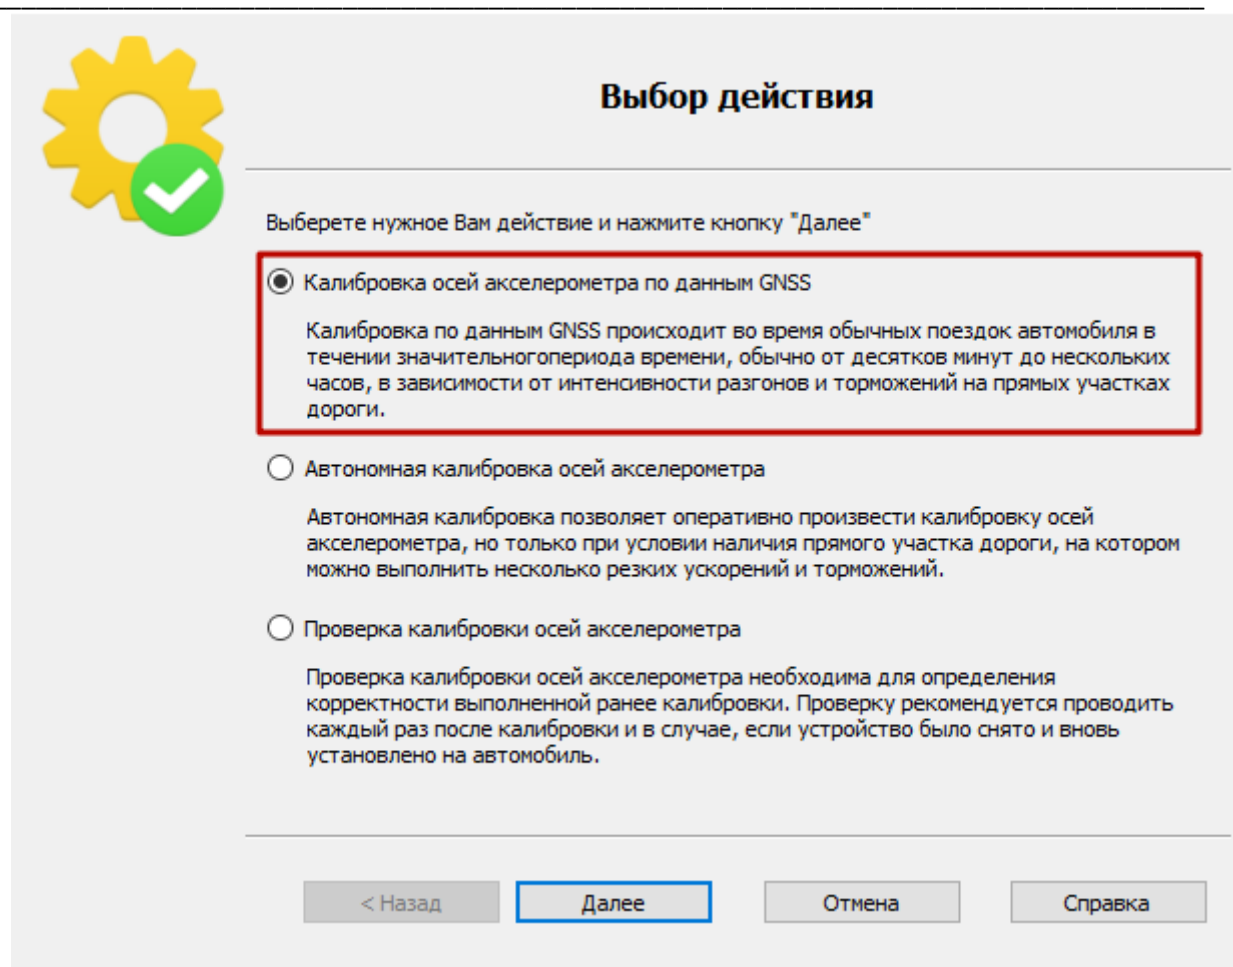 Выбор действия
Выберете нужное Вам действие и нажмите кнопку "Далее"
Калибровка осей акселерометра по данным GNSS
Калибровка по данным GNSS происходит во время обычных поездок автомобиля в
течении значительногопериода времени, обычно от десятков минут до нескольких
часов, в зависимости от интенсивности разгонов и торможений на прямых участках
дороги.
Автономная калибровка осей акселерометра
Автономная калибровка позволяет оперативно произвести калибровку осей
акселерометра, но только при условии наличия прямого участка дороги, на котором
можно выполнить несколько резких ускорений и торможений.
Проверка калибровки осей акселерометра
Проверка калибровки осей акселерометра необходима для определения
корректности выполненной ранее калибровки. Проверку рекомендуется проводить
каждый раз после калибровки и в случае, если устройство было снято и вновь
установлено на автомобиль.
< Назад Далее Отмена Справка